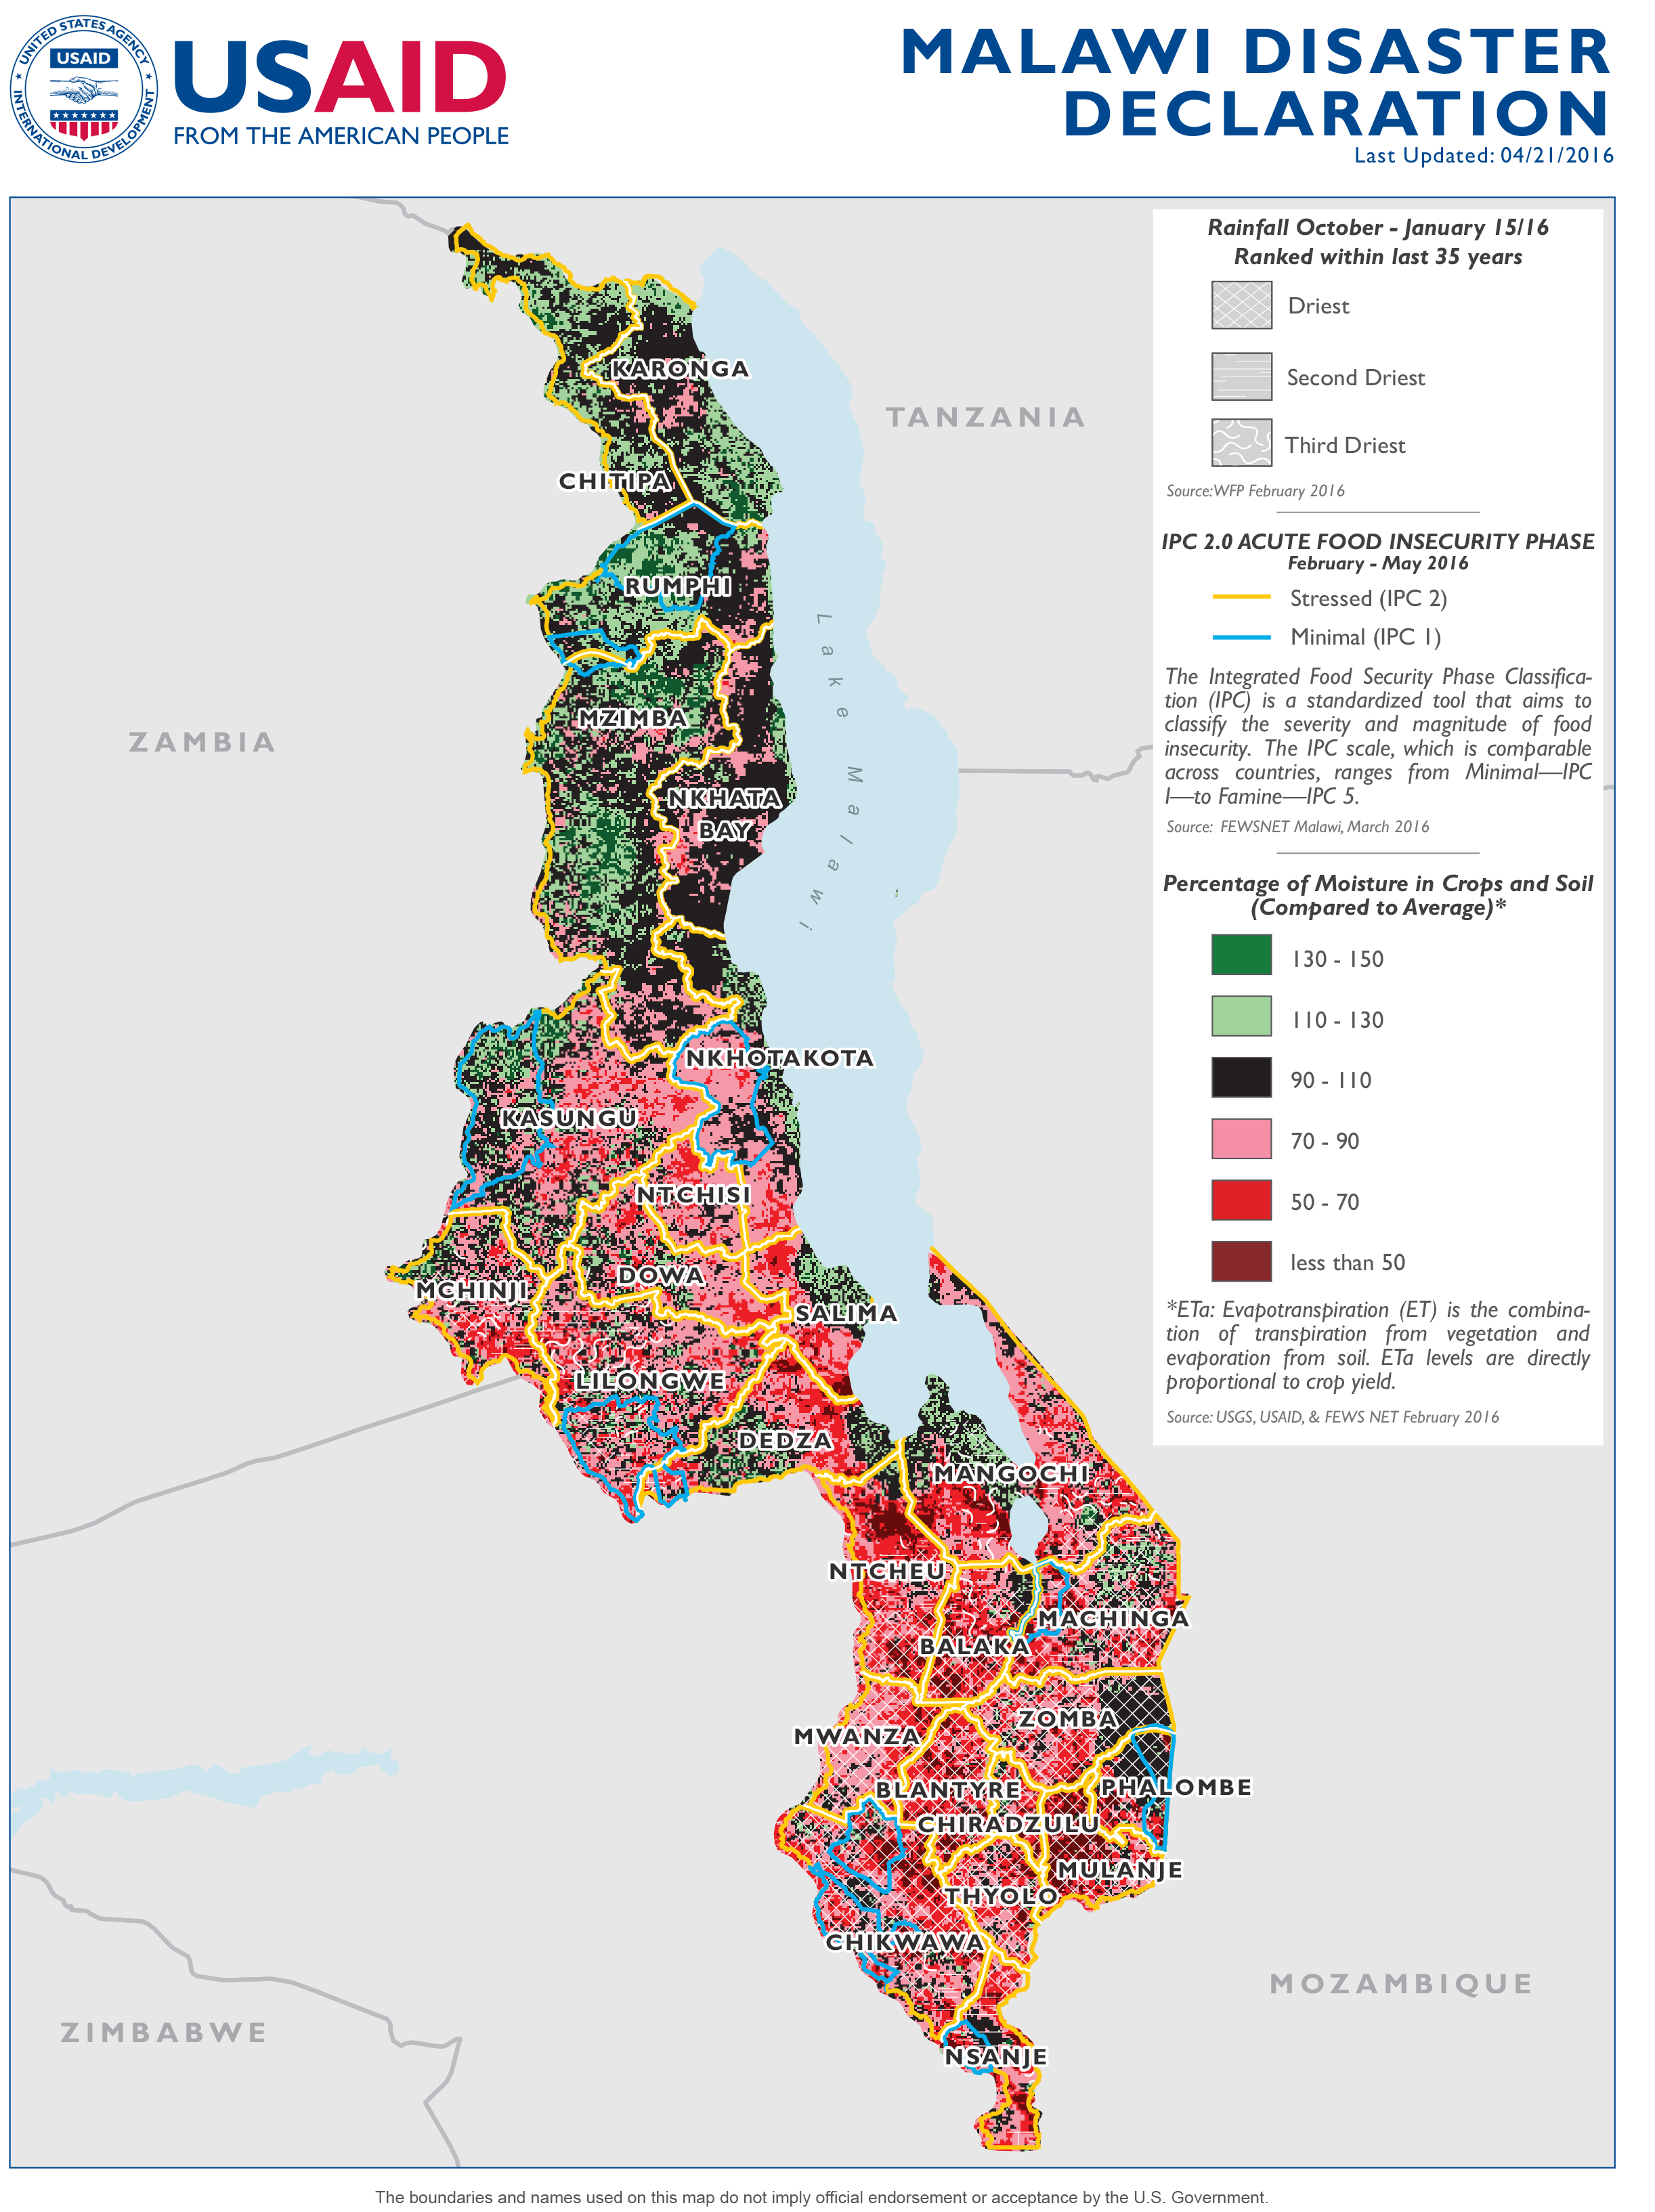 UNITED STATES AGENCY
INTERNATIONAL DEVELOPMENT
USAID
USAID
FROM THE AMERICAN PEOPLE
MALAWI DISASTER
DECLARATION
Last Updated: 04/21/2016
Rainfall October - January 15/16
Ranked within last 35 years
Driest
Second Driest
Third Driest
Source:WFP February 2016
IPC 2.0 ACUTE FOOD INSECURITY PHASE
February - May 2016
Stressed (IPC 2)
Minimal (IPC 1)
The Integrated Food Security Phase Classifica-
tion (IPC) is a standardized tool that aims to
classify the severity and magnitude of food
insecurity. The IPC scale, which is comparable
across countries, ranges from Minimal—IPC
I—to Famine—IPC 5.
Source: FEWSNET Malawi, March 2016
Percentage of Moisture in Crops and Soil
(Compared to Average)*
130 - 150
110 - 130
90 - 110
70 - 90
50 - 70
less than 50
*ETa: Evapotranspiration (ET) is the combina-
tion of transpiration from vegetation and
evaporation from soil. ETa levels are directly
proportional to crop yield.
Source: USGS, USAID, & FEWS NET February 2016
KARONGA
TANZANIA
CHITIPA
RUMPHI
Lake Malawi
MZIMBA
ZAMBIA
NKHATA
BAY
NKHOTAKOTA
KASUNGU
NTCHISI
DOWA
MCHINJI
SALIMA
LILONGWE
DEDZA
MANGOCHI
NTCHEU
MACHINGA
BALAKA
ZOMBA
MWANZA
PHALOMBE
BLANTYRE
CHIRADZULU
MULANJE
THYOLO
CHIKWAWA
MOZAMBIQUE
ZIMBABWE
NSANJE
The boundaries and names used on this map do not imply official endorsement or acceptance by the U.S. Government.